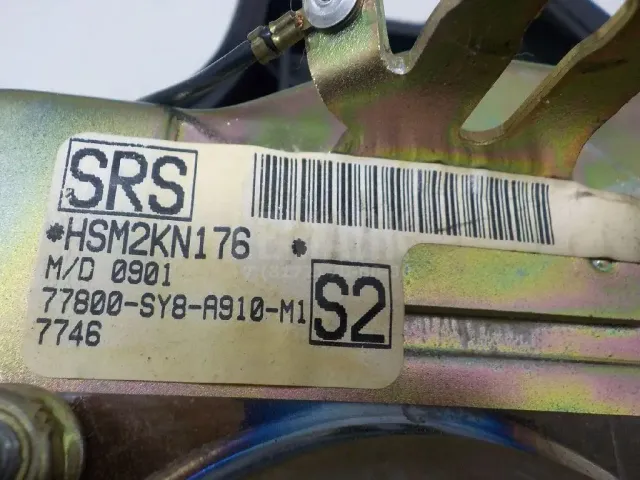 SRS
*HSM2KN176 *
M/D 0901
77800-SY8-A910-M1
7746
S2